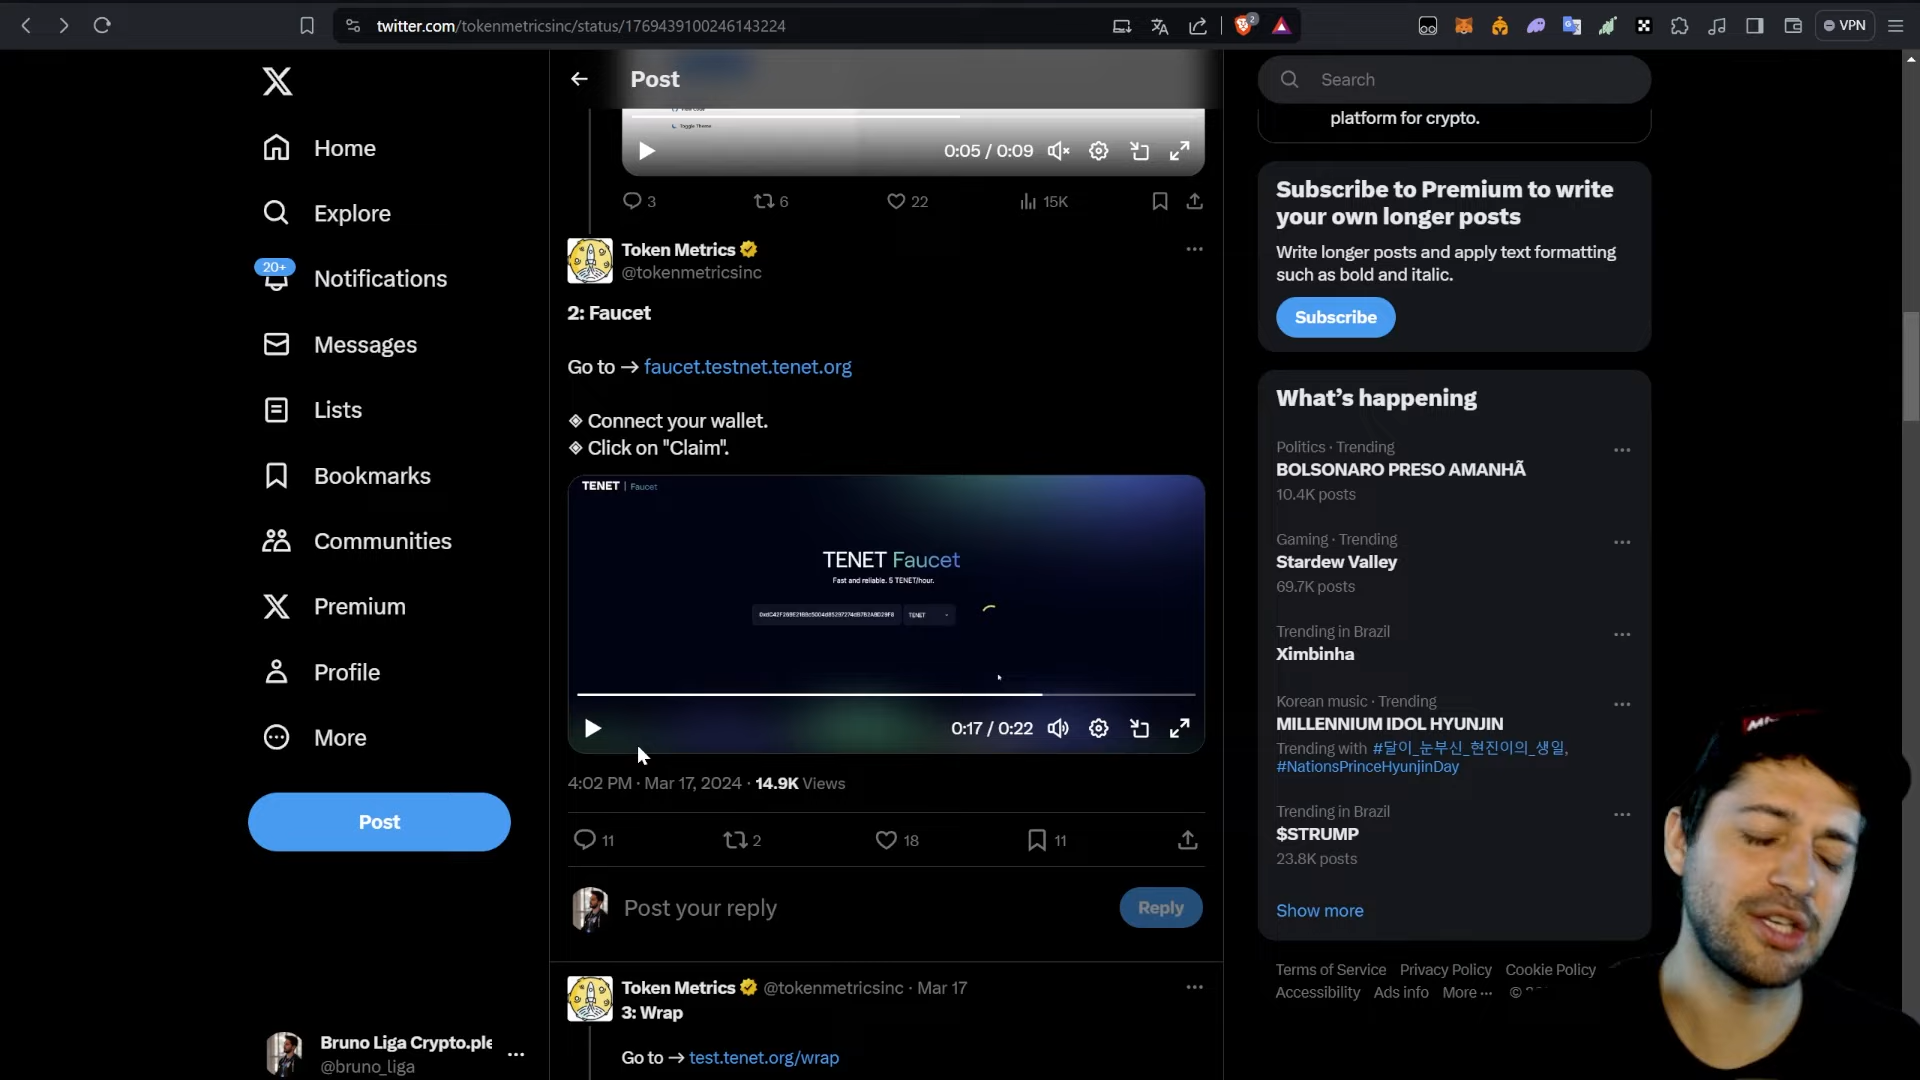 twitter.com/tokenmetricsinc/status/1769439100246143224
2
VPN
Home
Explore
20+
Notifications
Messages
Lists
Bookmarks
Communities
Premium
Profile
More
Post
Bruno Liga Crypto.ple
@bruno_liga
Post
Toggle Theme
0:05 / 0:09
3
6
22
15K
Token Metrics
@tokenmetricsinc
2: Faucet
Go to → faucet.testnet.tenet.org
◈ Connect your wallet.
◈ Click on "Claim".
TENET | Faucet
TENET Faucet
Fast and reliable. 5 TENET/hour.
TENET
0:17 / 0:22
4:02 PM · Mar 17, 2024 · 14.9K Views
11
2
18
11
Post your reply
Reply
Token Metrics @tokenmetricsinc · Mar 17
3: Wrap
Go to → test.tenet.org/wrap
Search
platform for crypto.
Subscribe to Premium to write
your own longer posts
Write longer posts and apply text formatting
such as bold and italic.
Subscribe
What's happening
Politics · Trending
BOLSONARO PRESO AMANHÃ
10.4K posts
Gaming · Trending
Stardew Valley
69.7K posts
Trending in Brazil
Ximbinha
Korean music · Trending
MILLENNIUM IDOL HYUNJIN
Trending with #달이_눈부신_현진이의_생일,
#NationsPrinceHyunjinDay
Trending in Brazil
$STRUMP
23.8K posts
Show more
Terms of Service Privacy Policy Cookie Policy
Accessibility Ads info More ··· ©